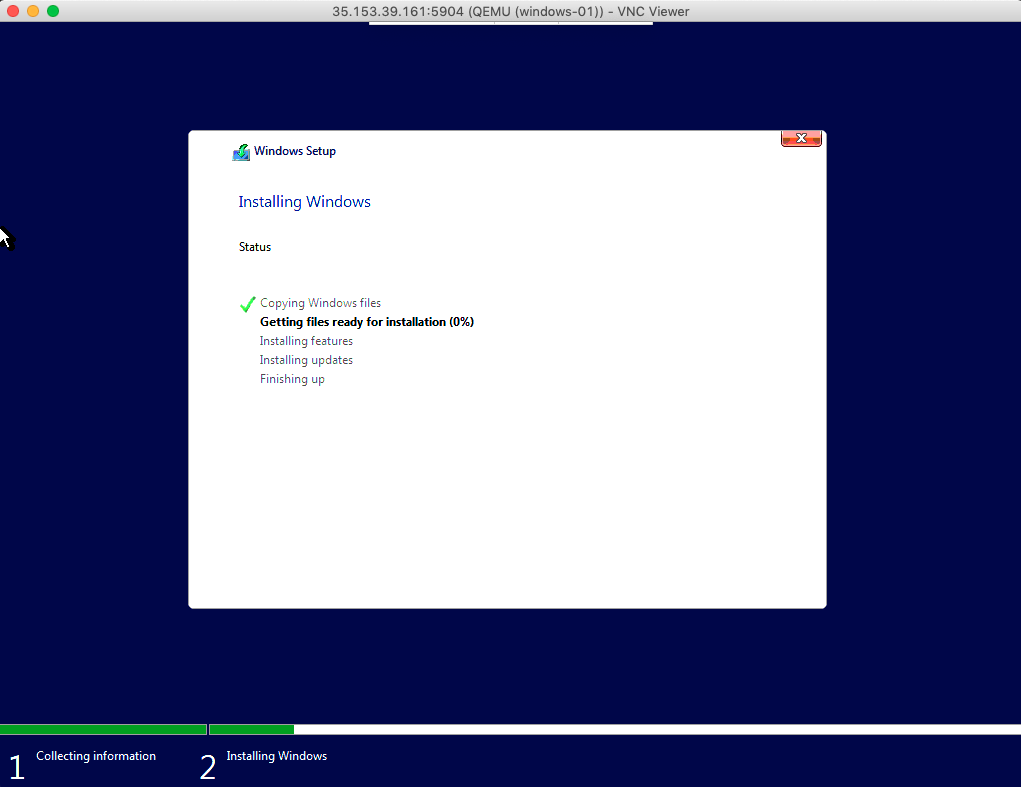 35.153.39.161:5904 (QEMU (windows-01)) - VNC Viewer
Windows Setup
Installing Windows
Status
Copying Windows files
Getting files ready for installation (0%)
Installing features
Installing updates
Finishing up
1 Collecting information 2 Installing Windows